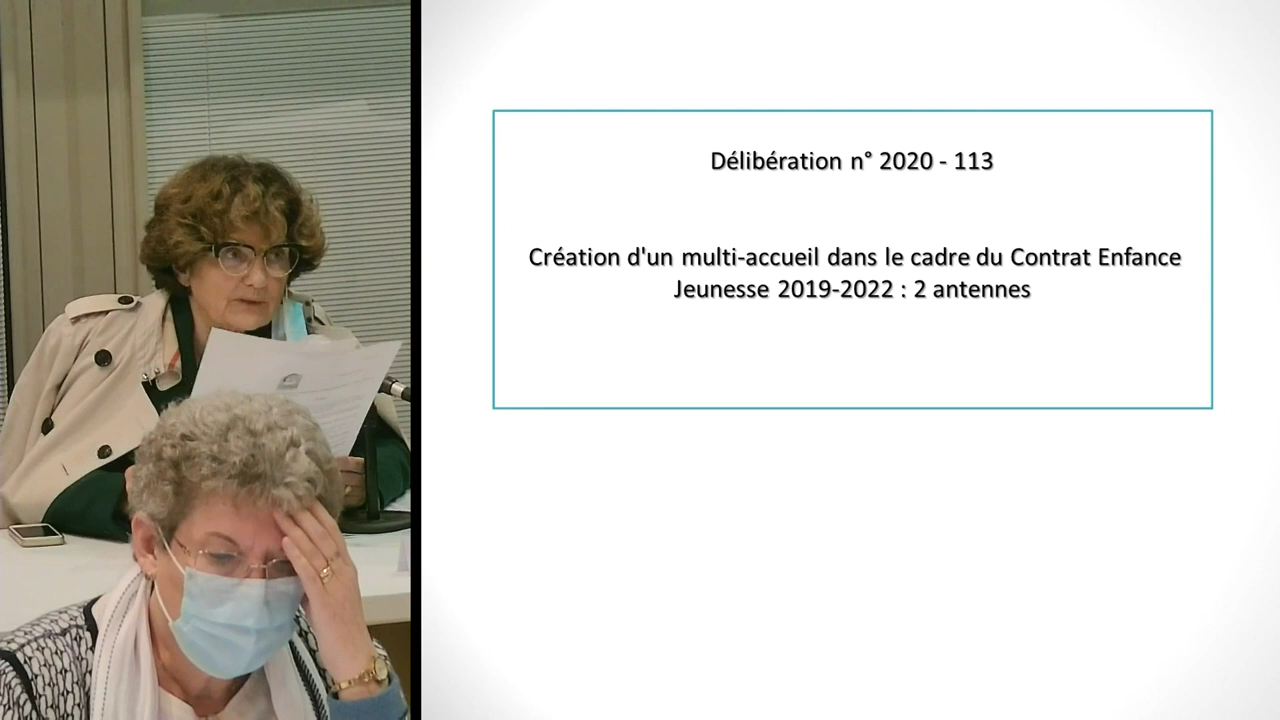 Délibération n° 2020 - 113
Création d'un multi-accueil dans le cadre du Contrat Enfance
Jeunesse 2019-2022 : 2 antennes